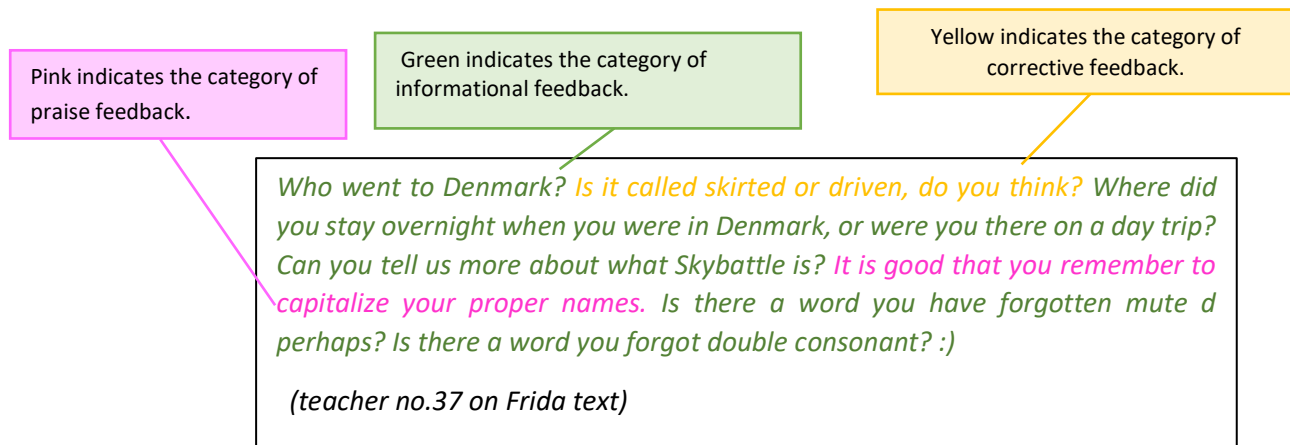 Pink indicates the category of
praise feedback.
Green indicates the category of
informational feedback.
Yellow indicates the category of
corrective feedback.
Who went to Denmark? Is it called skirted or driven, do you think? Where did
you stay overnight when you were in Denmark, or were you there on a day trip?
Can you tell us more about what Skybattle is? It is good that you remember to
capitalize your proper names. Is there a word you have forgotten mute d
perhaps? Is there a word you forgot double consonant? :)
(teacher no.37 on Frida text)